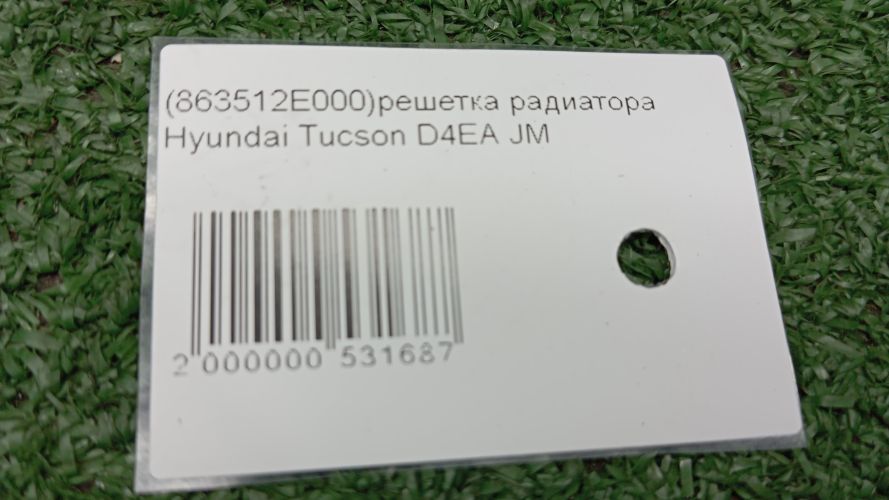 (863512E000)решетка радиатора
Hyundai Tucson D4EA JM
2 000000 531687